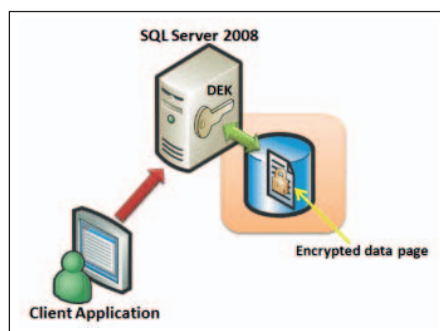 SQL Server 2008
DEK
Encrypted data page
Client Application